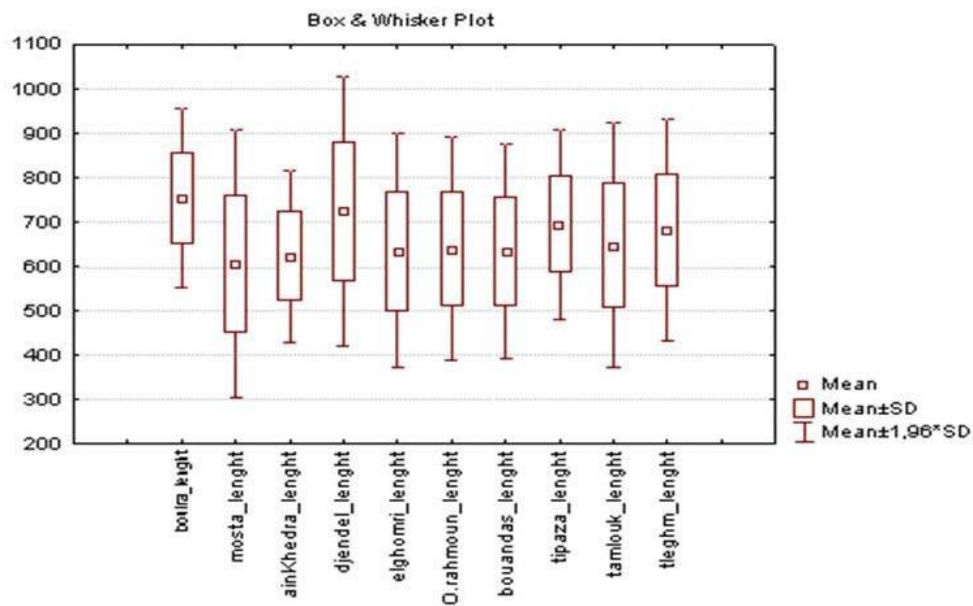 Box & Whisker Plot
1100
1000
900
800
700
600
500
400
300
200
mosta_lenght
ainKhedra_lenght
djendel_lenght
elghomri_lenght
O.rahmoun_lenght
bouandas_lenght
tipaza_lenght
tamlouk_lenght
tleghm_lenght
Mean
Mean±SD
Mean±1,96*SD